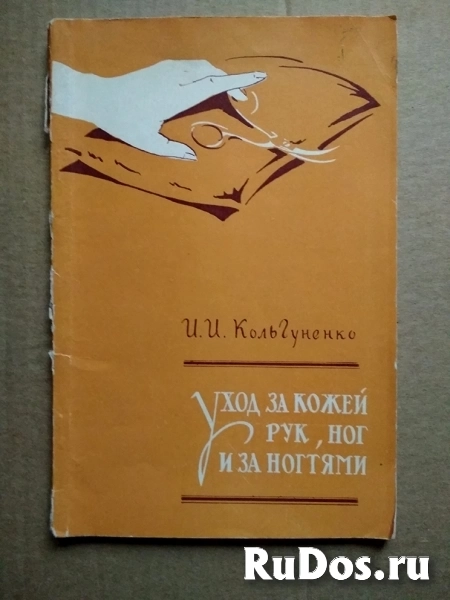 И.И. Кольгуненко
Уход за кожей
рук, ног
и за ногтями
RuDos.ru